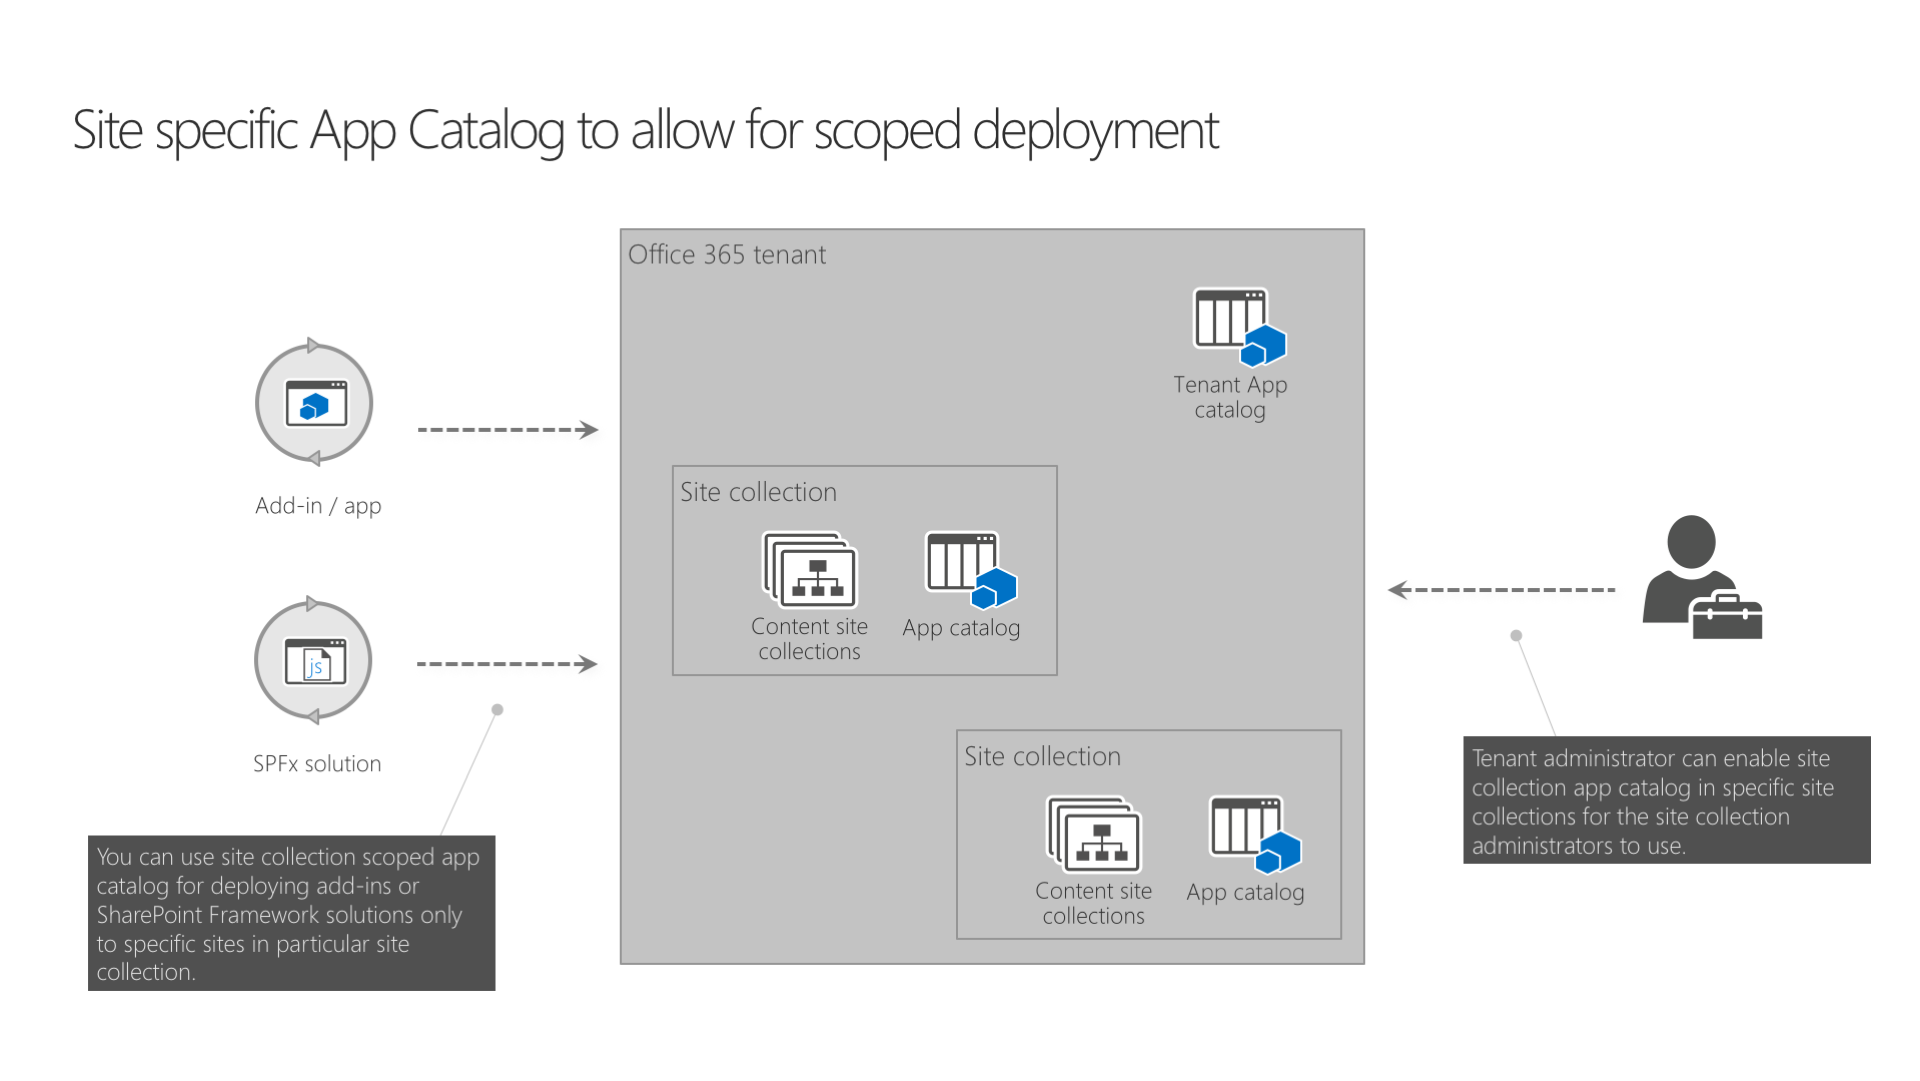 Site specific App Catalog to allow for scoped deployment
Office 365 tenant
Tenant App
catalog
Add-in / app
Site collection
Content site
collections
App catalog
js
SPFx solution
Site collection
Content site
collections
App catalog
You can use site collection scoped app
catalog for deploying add-ins or
SharePoint Framework solutions only
to specific sites in particular site
collection.
Tenant administrator can enable site
collection app catalog in specific site
collections for the site collection
administrators to use.